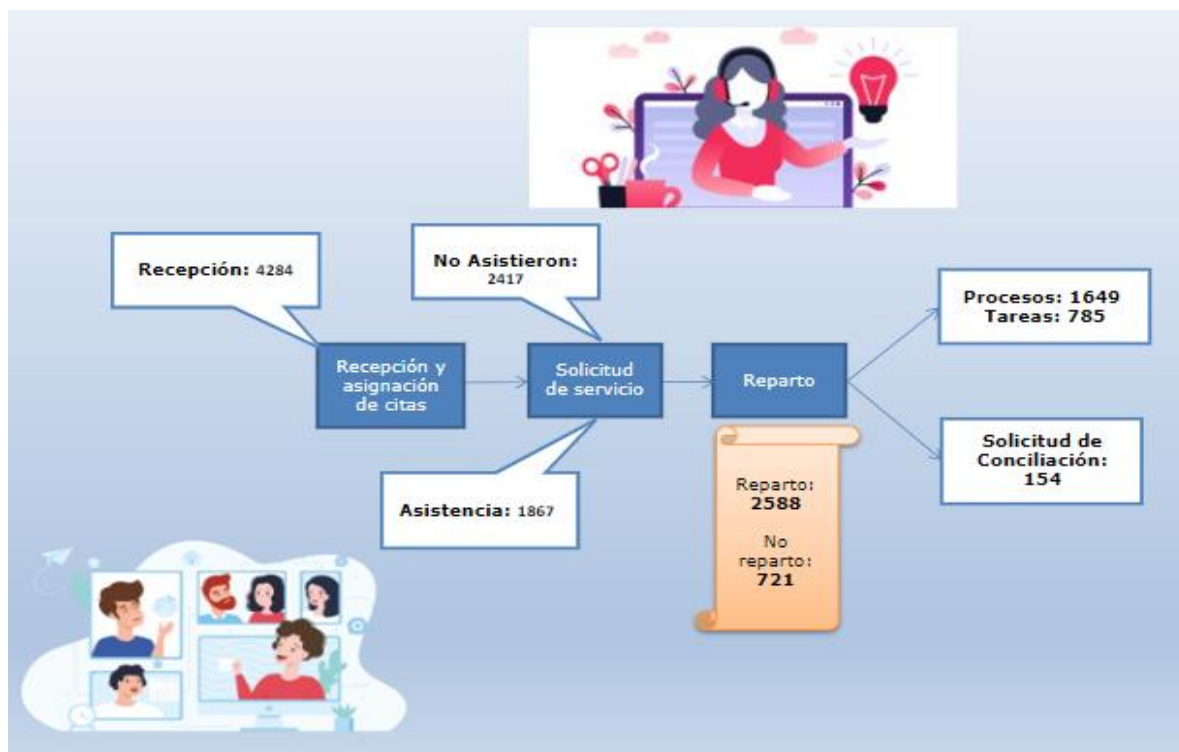 Recepción: 4284
No Asistieron:
2417
Recepción y
asignación
de citas
Solicitud
de servicio
Reparto
Procesos: 1649
Tareas: 785
Solicitud de
Conciliación:
154
Asistencia: 1867
Reparto:
2588
No
reparto:
721